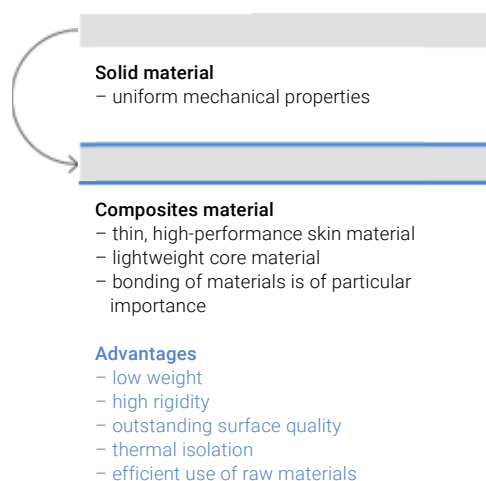 Solid material
– uniform mechanical properties
Composites material
– thin, high-performance skin material
– lightweight core material
– bonding of materials is of particular
importance
Advantages
– low weight
– high rigidity
– outstanding surface quality
– thermal isolation
– efficient use of raw materials